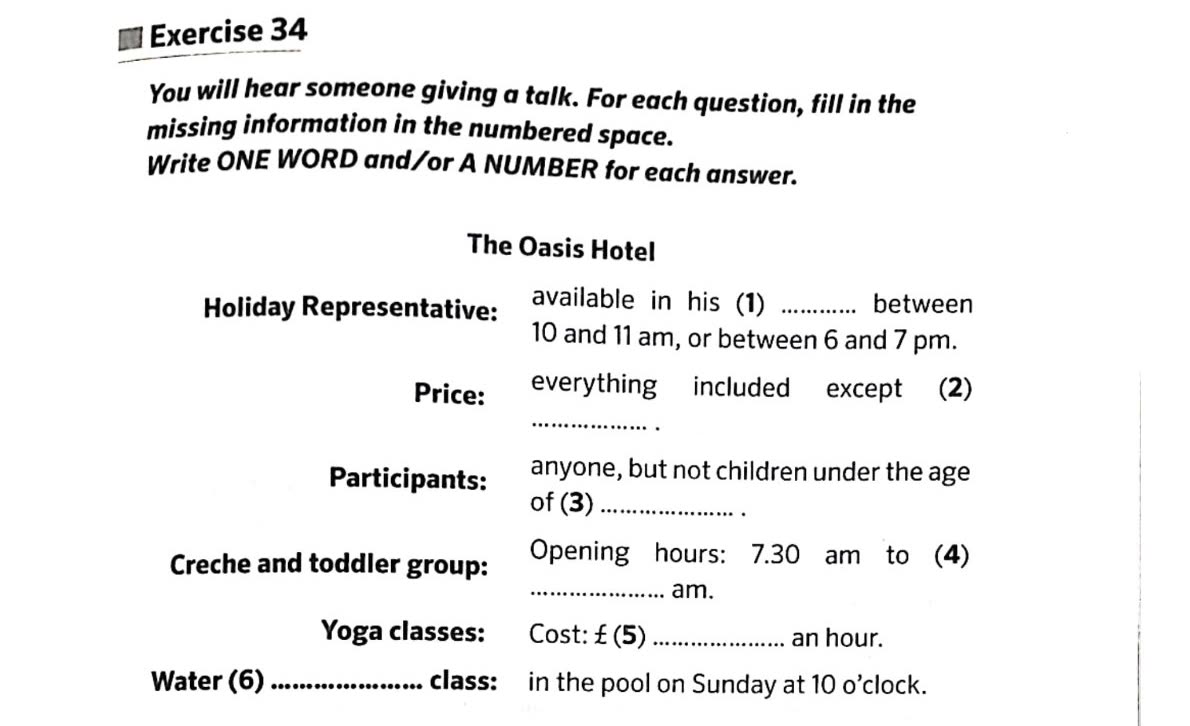 Exercise 34
You will hear someone giving a talk. For each question, fill in the
missing information in the numbered space.
Write ONE WORD and/or A NUMBER for each answer.
The Oasis Hotel
Holiday Representative: available in his (1) ............ between
10 and 11 am, or between 6 and 7 pm.
Price: everything included except (2)
.................. .
Participants: anyone, but not children under the age
of (3) ..................... .
Creche and toddler group: Opening hours: 7.30 am to (4)
..................... am.
Yoga classes: Cost: £ (5) ..................... an hour.
Water (6) ..................... class: in the pool on Sunday at 10 o'clock.